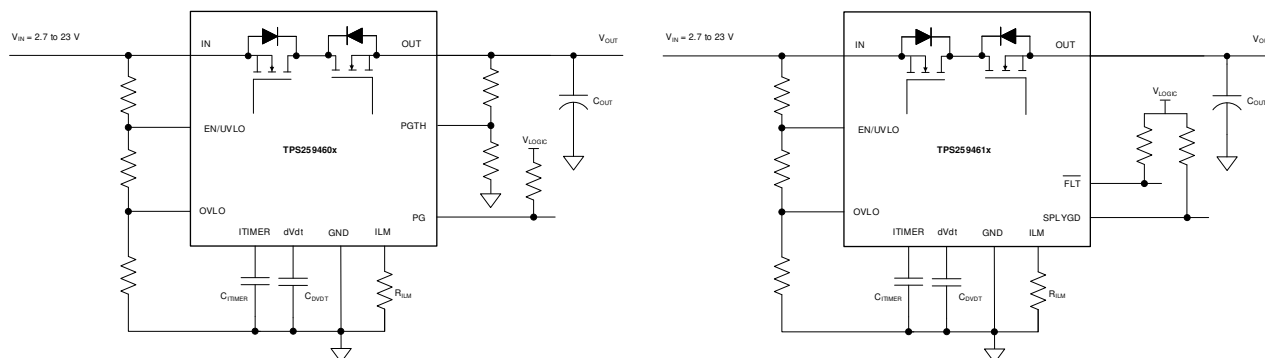 V_IN = 2.7 to 23 V
IN
OUT
V_OUT
C_OUT
EN/UVLO
PGTH
TPS259460x
V_LOGIC
OVLO
PG
ITIMER
dVdt
GND
ILM
C_ITIMER
C_DVDT
R_ILM
V_IN = 2.7 to 23 V
IN
OUT
V_LOGIC
C_OUT
EN/UVLO
TPS259461x
FLT
OVLO
SPLYGD
ITIMER
dVdt
GND
ILM
C_ITIMER
C_DVDT
R_ILM